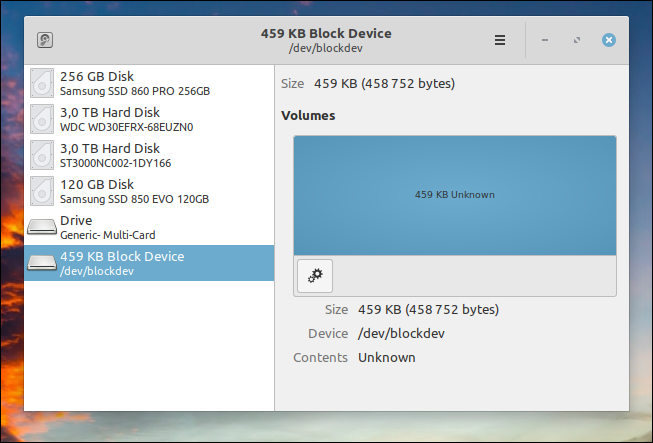 459 KB Block Device
/dev/blockdev
256 GB Disk
Samsung SSD 860 PRO 256GB
3,0 TB Hard Disk
WDC WD30EFRX-68EUZN0
3,0 TB Hard Disk
ST3000NC002-1DY166
120 GB Disk
Samsung SSD 850 EVO 120GB
Drive
Generic- Multi-Card
459 KB Block Device
/dev/blockdev
Size 459 KB (458 752 bytes)
Volumes
459 KB Unknown
Size 459 KB (458 752 bytes)
Device /dev/blockdev
Contents Unknown